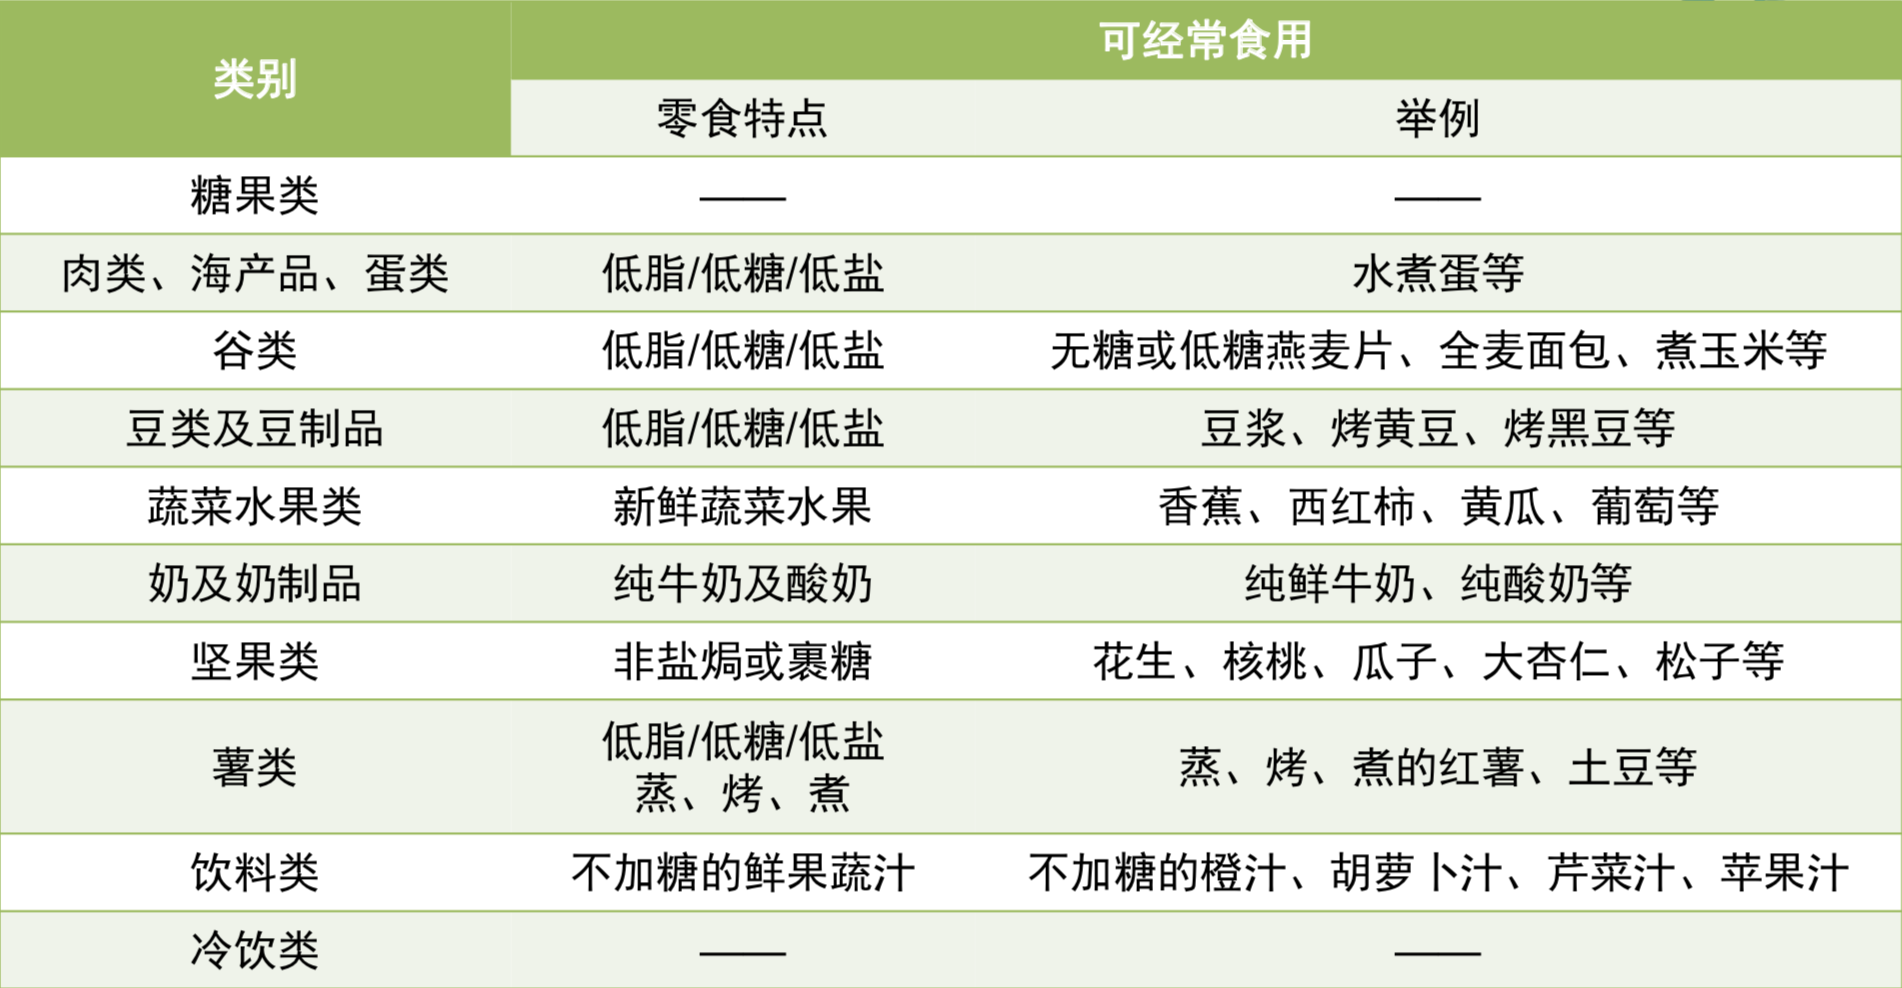 类别
可经常食用
零食特点 举例
糖果类 —— ——
肉类、海产品、蛋类 低脂/低糖/低盐 水煮蛋等
谷类 低脂/低糖/低盐 无糖或低糖燕麦片、全麦面包、煮玉米等
豆类及豆制品 低脂/低糖/低盐 豆浆、烤黄豆、烤黑豆等
蔬菜水果类 新鲜蔬菜水果 香蕉、西红柿、黄瓜、葡萄等
奶及奶制品 纯牛奶及酸奶 纯鲜牛奶、纯酸奶等
坚果类 非盐焗或裹糖 花生、核桃、瓜子、大杏仁、松子等
薯类 低脂/低糖/低盐
蒸、烤、煮 蒸、烤、煮的红薯、土豆等
饮料类 不加糖的鲜果蔬汁 不加糖的橙汁、胡萝卜汁、芹菜汁、苹果汁
冷饮类 —— ——